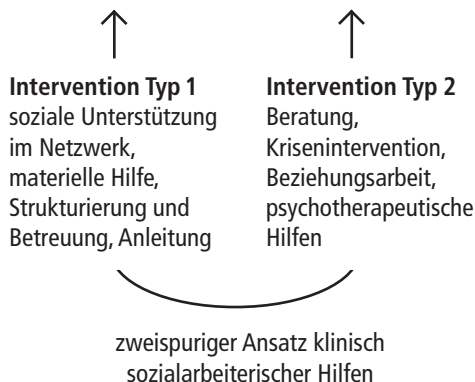 Intervention Typ 1
soziale Unterstützung
im Netzwerk,
materielle Hilfe,
Strukturierung und
Betreuung, Anleitung
Intervention Typ 2
Beratung,
Krisenintervention,
Beziehungsarbeit,
psychotherapeutische
Hilfen
zweispuriger Ansatz klinisch
sozialarbeiterischer Hilfen